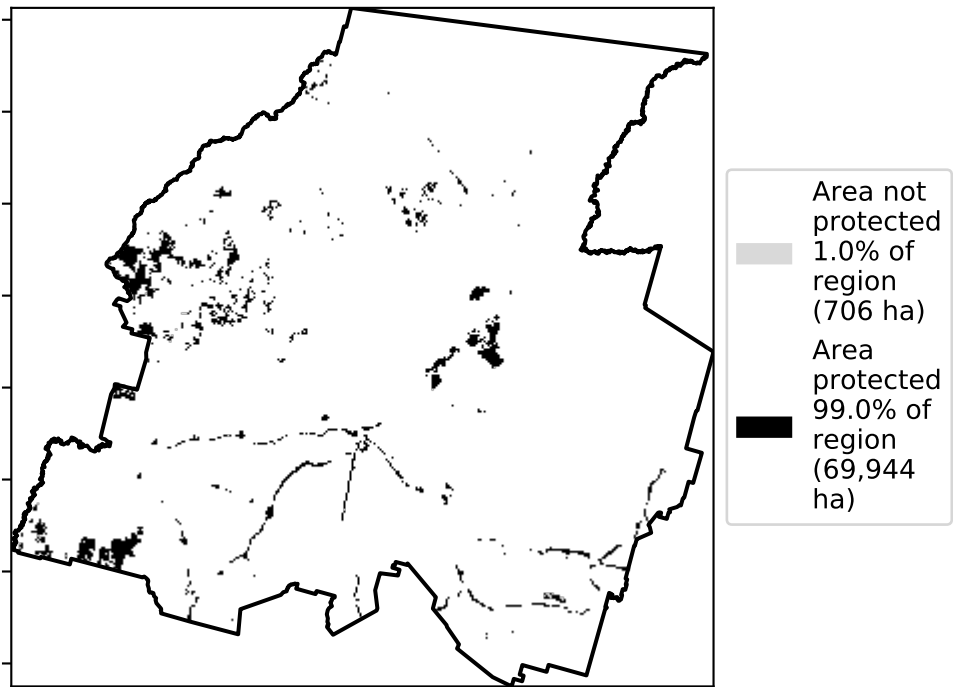 Area not
protected
1.0% of
region
(706 ha)
Area
protected
99.0% of
region
(69,944
ha)